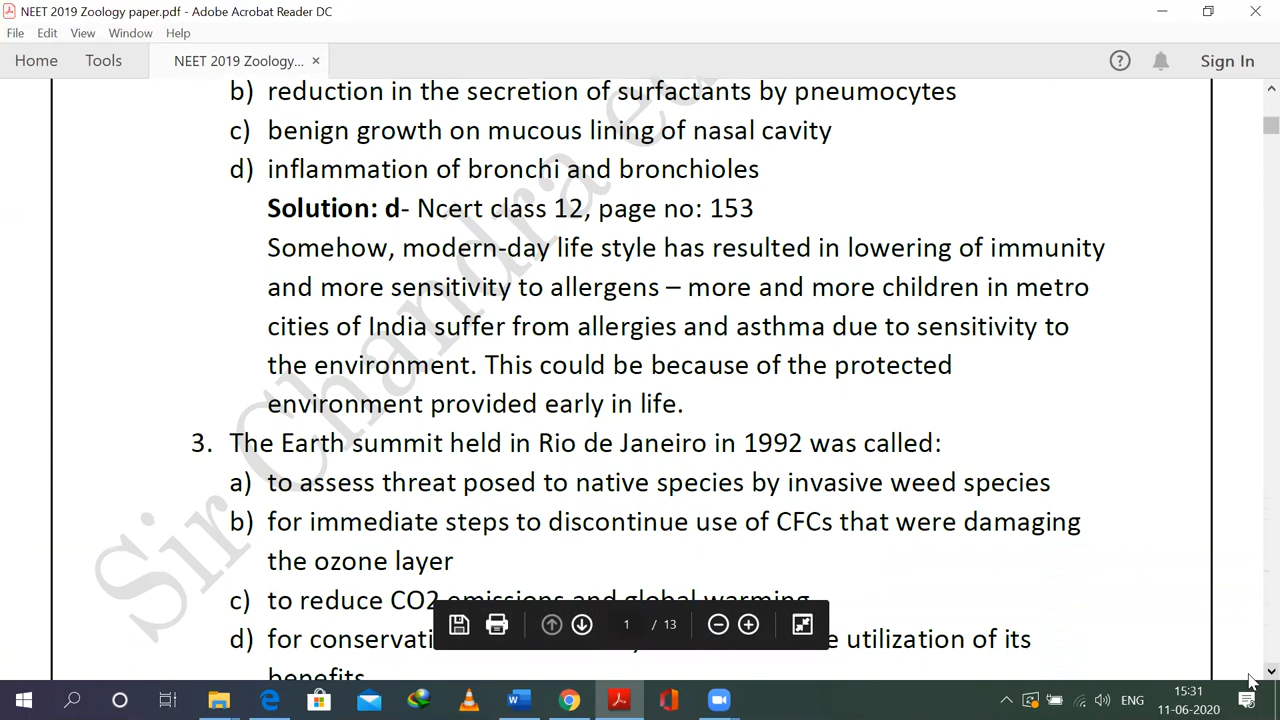 NEET 2019 Zoology paper.pdf - Adobe Acrobat Reader DC
File Edit View Window Help
Home Tools NEET 2019 Zoology... × Sign In
b) reduction in the secretion of surfactants by pneumocytes
c) benign growth on mucous lining of nasal cavity
d) inflammation of bronchi and bronchioles
Solution: d- Ncert class 12, page no: 153
Somehow, modern-day life style has resulted in lowering of immunity
and more sensitivity to allergens – more and more children in metro
cities of India suffer from allergies and asthma due to sensitivity to
the environment. This could be because of the protected
environment provided early in life.
3. The Earth summit held in Rio de Janeiro in 1992 was called:
a) to assess threat posed to native species by invasive weed species
b) for immediate steps to discontinue use of CFCs that were damaging
the ozone layer
c) to reduce CO2 emissions and global warming
d) for utilization of its
benefits
1 / 13
Sir Chandra
ENG
15:31
11-06-2020